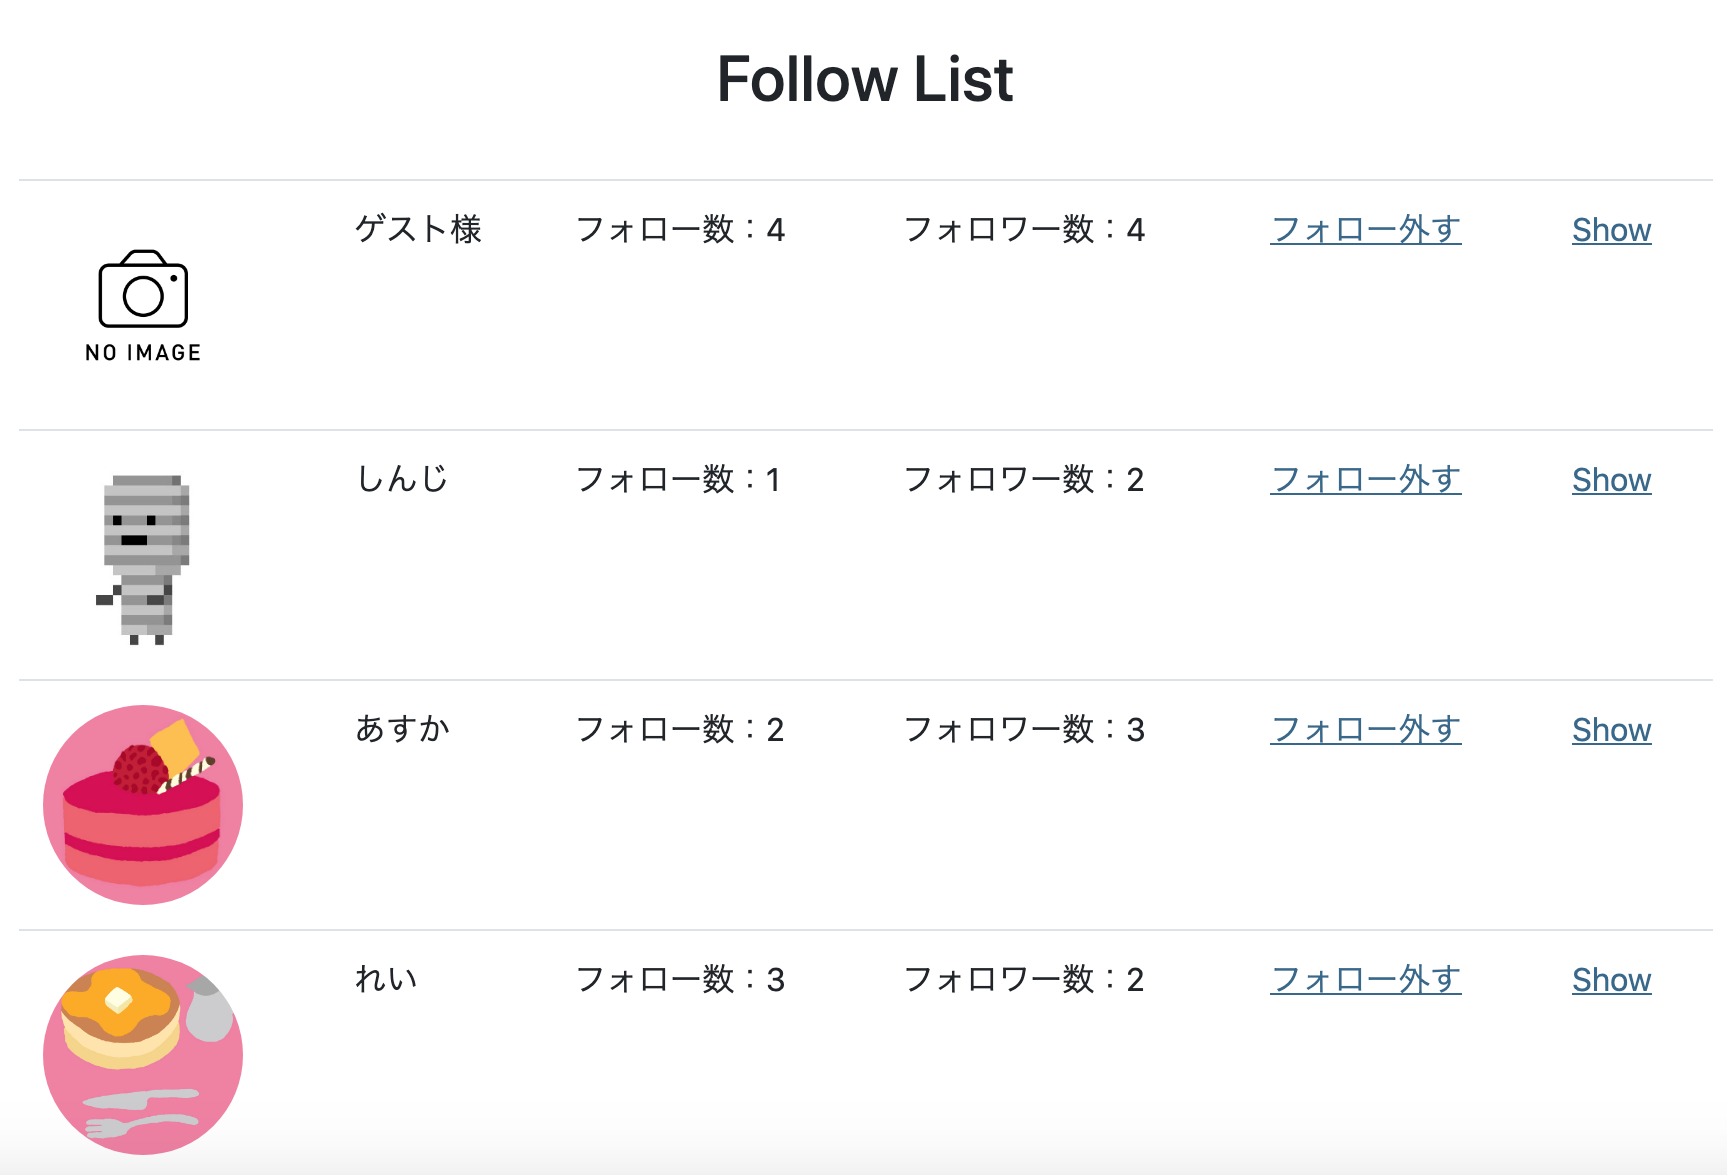 Follow List
ゲスト様 フォロー数：4 フォロワー数：4 フォロー外す Show
NO IMAGE
しんじ フォロー数：1 フォロワー数：2 フォロー外す Show
あすか フォロー数：2 フォロワー数：3 フォロー外す Show
れい フォロー数：3 フォロワー数：2 フォロー外す Show